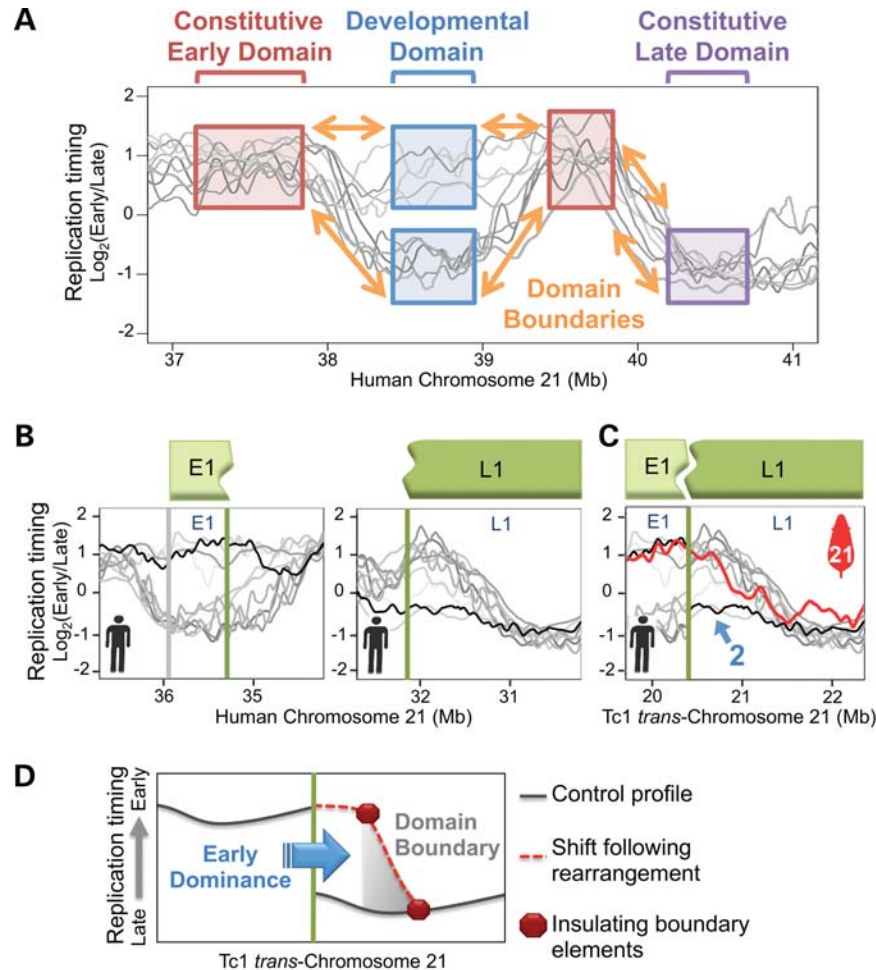 A
Constitutive
Early Domain
Developmental
Domain
Constitutive
Late Domain
Replication timing
Log2(Early/Late)
2
1
0
-1
-2
Domain
Boundaries
37 38 39 40 41
Human Chromosome 21 (Mb)
B
E1
L1
C
E1
L1
Replication timing
Log2(Early/Late)
2
1
0
-1
-2
E1
36 35
2
1
0
-1
-2
L1
32 31
Human Chromosome 21 (Mb)
2
1
0
-1
-2
E1
L1
21
2
20 21 22
Tc1 trans-Chromosome 21 (Mb)
D
Replication timing
Late
Early
Early
Dominance
Domain
Boundary
Tc1 trans-Chromosome 21
Control profile
Shift following
rearrangement
Insulating boundary
elements